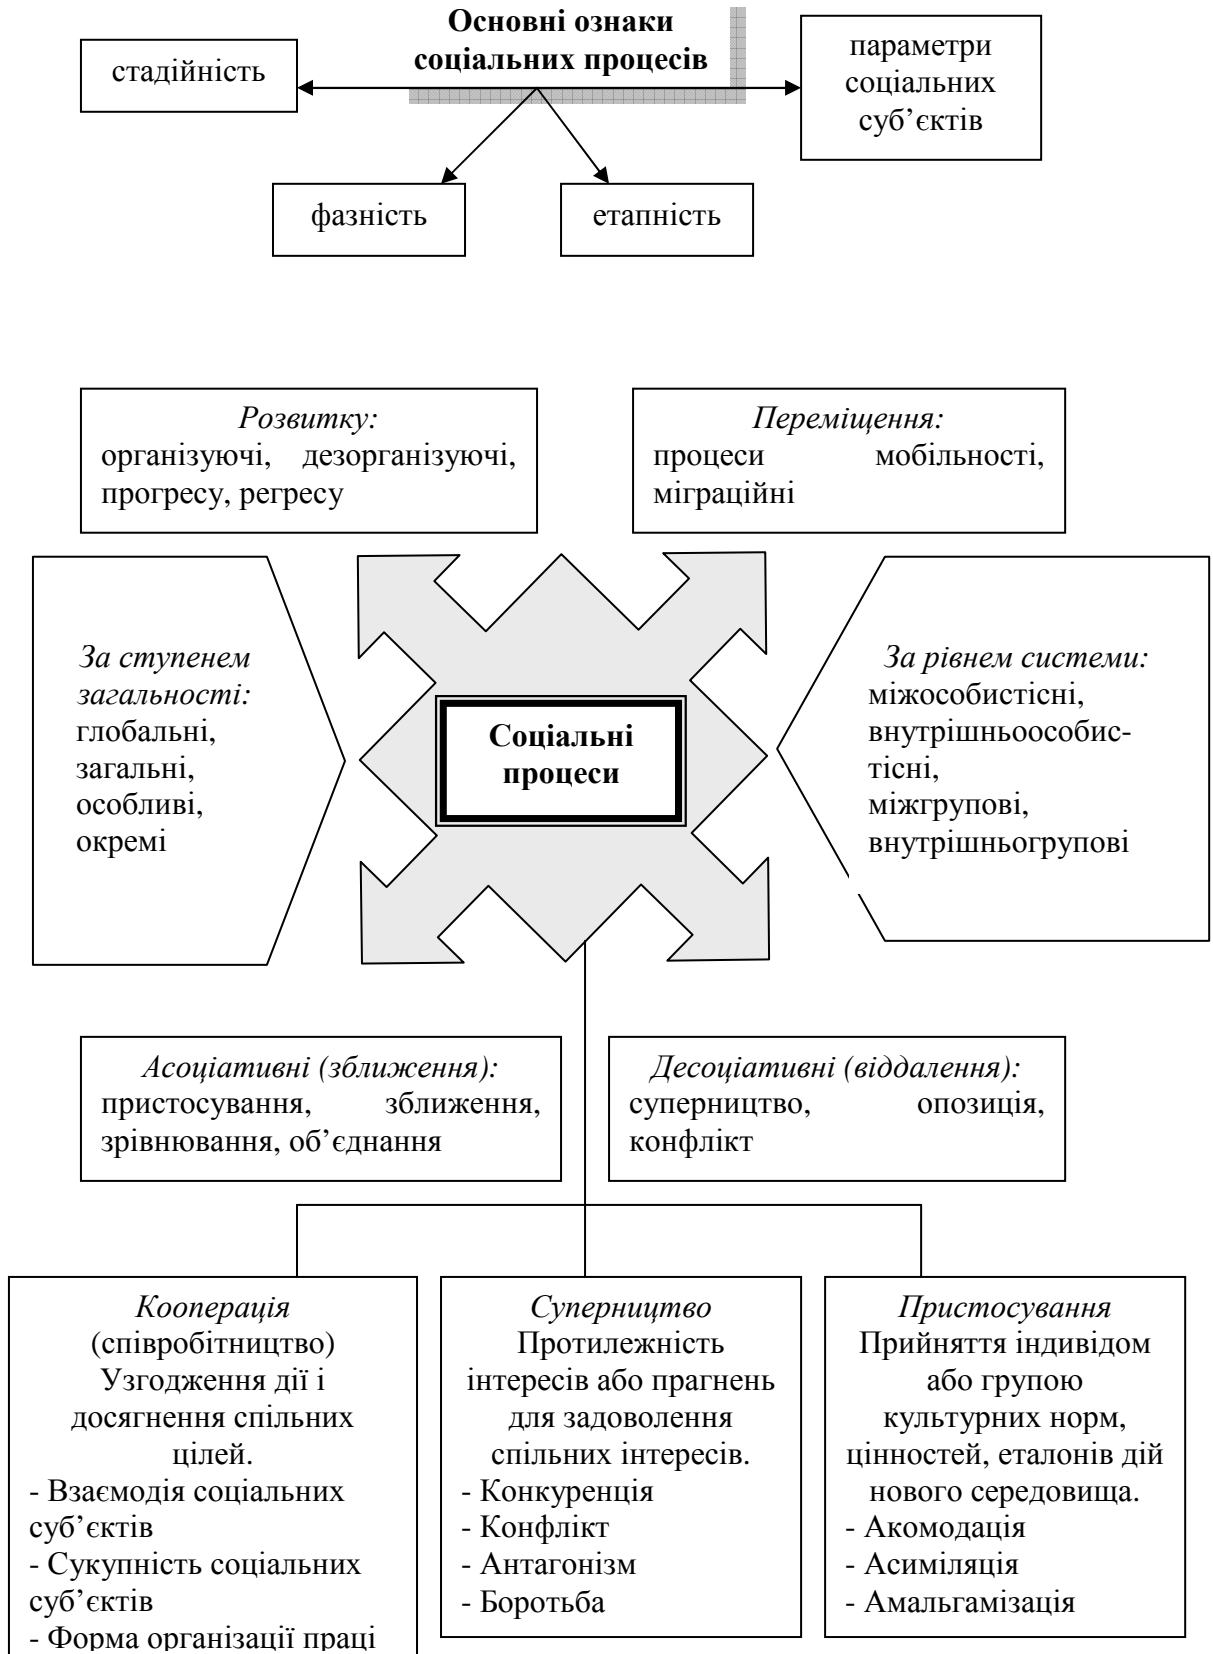 Основні ознаки
соціальних процесів
стадійність
параметри
соціальних
суб’єктів
фазність
етапність
Розвитку:
організуючі, дезорганізуючі,
прогресу, регресу
Переміщення:
процеси мобільності,
міграційні
За ступенем
загальності:
глобальні,
загальні,
особливі,
окремі
Соціальні
процеси
За рівнем системи:
міжособистісні,
внутрішньоособис-
тісні,
міжгрупові,
внутрішньогрупові
Асоціативні (зближення):
пристосування, зближення,
зрівнювання, об’єднання
Десоціативні (віддалення):
суперництво, опозиція,
конфлікт
Кооперація
(співробітництво)
Узгодження дії і
досягнення спільних
цілей.
- Взаємодія соціальних
суб’єктів
- Сукупність соціальних
суб’єктів
- Форма організації праці
Суперництво
Протилежність
інтересів або прагнень
для задоволення
спільних інтересів.
- Конкуренція
- Конфлікт
- Антагонізм
- Боротьба
Пристосування
Прийняття індивідом
або групою
культурних норм,
цінностей, еталонів дій
нового середовища.
- Акомодація
- Асиміляція
- Амальгамізація